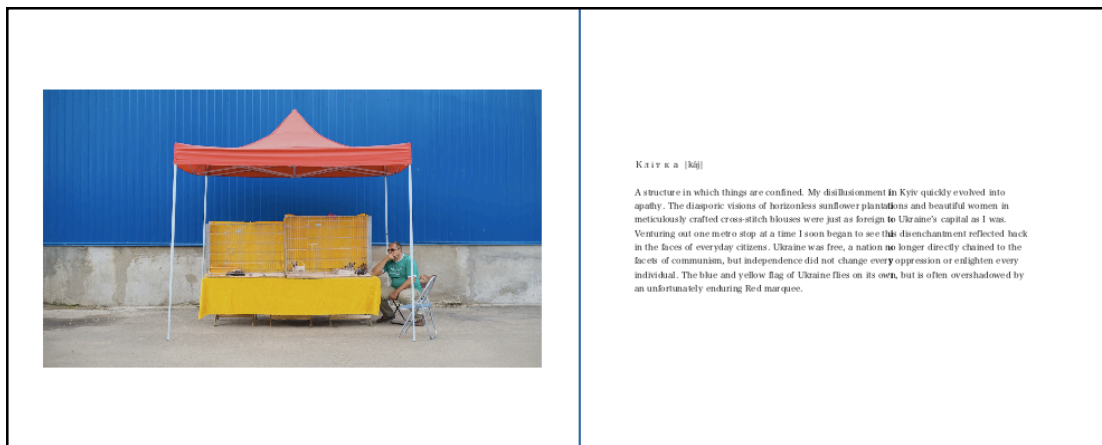 Клітка |káj|
A structure in which things are confined. My disillusionment in Kyiv quickly evolved into
apathy. The diasporic visions of horizonless sunflower plantations and beautiful women in
meticulously crafted cross-stitch blouses were just as foreign to Ukraine's capital as I was.
Venturing out one metro stop at a time I soon began to see this disenchantment reflected back
in the faces of everyday citizens. Ukraine was free, a nation no longer directly chained to the
facets of communism, but independence did not change every oppression or enlighten every
individual. The blue and yellow flag of Ukraine flies on its own, but is often overshadowed by
an unfortunately enduring Red marquee.